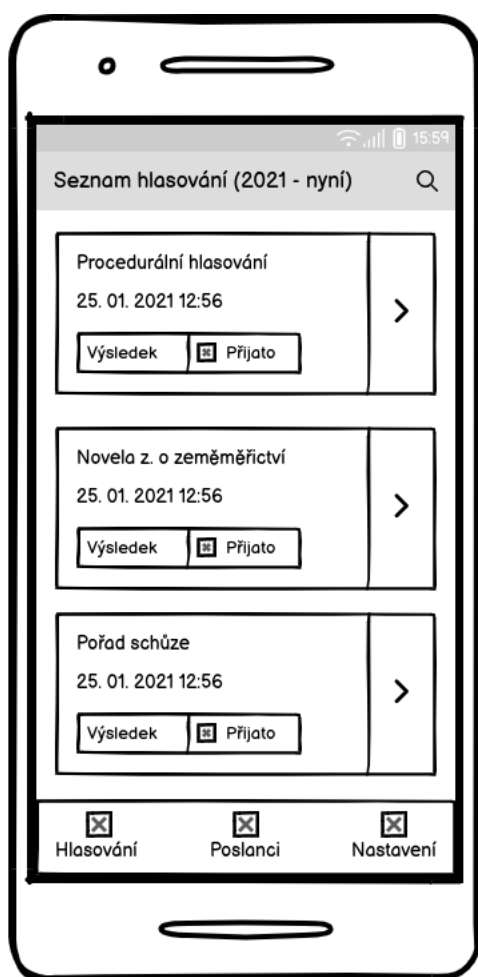 15:59
Seznam hlasování (2021 - nyní)
Procedurální hlasování
25. 01. 2021 12:56
Výsledek Přijato
Novela z. o zeměměřictví
25. 01. 2021 12:56
Výsledek Přijato
Pořad schůze
25. 01. 2021 12:56
Výsledek Přijato
Hlasování Poslanci Nastavení